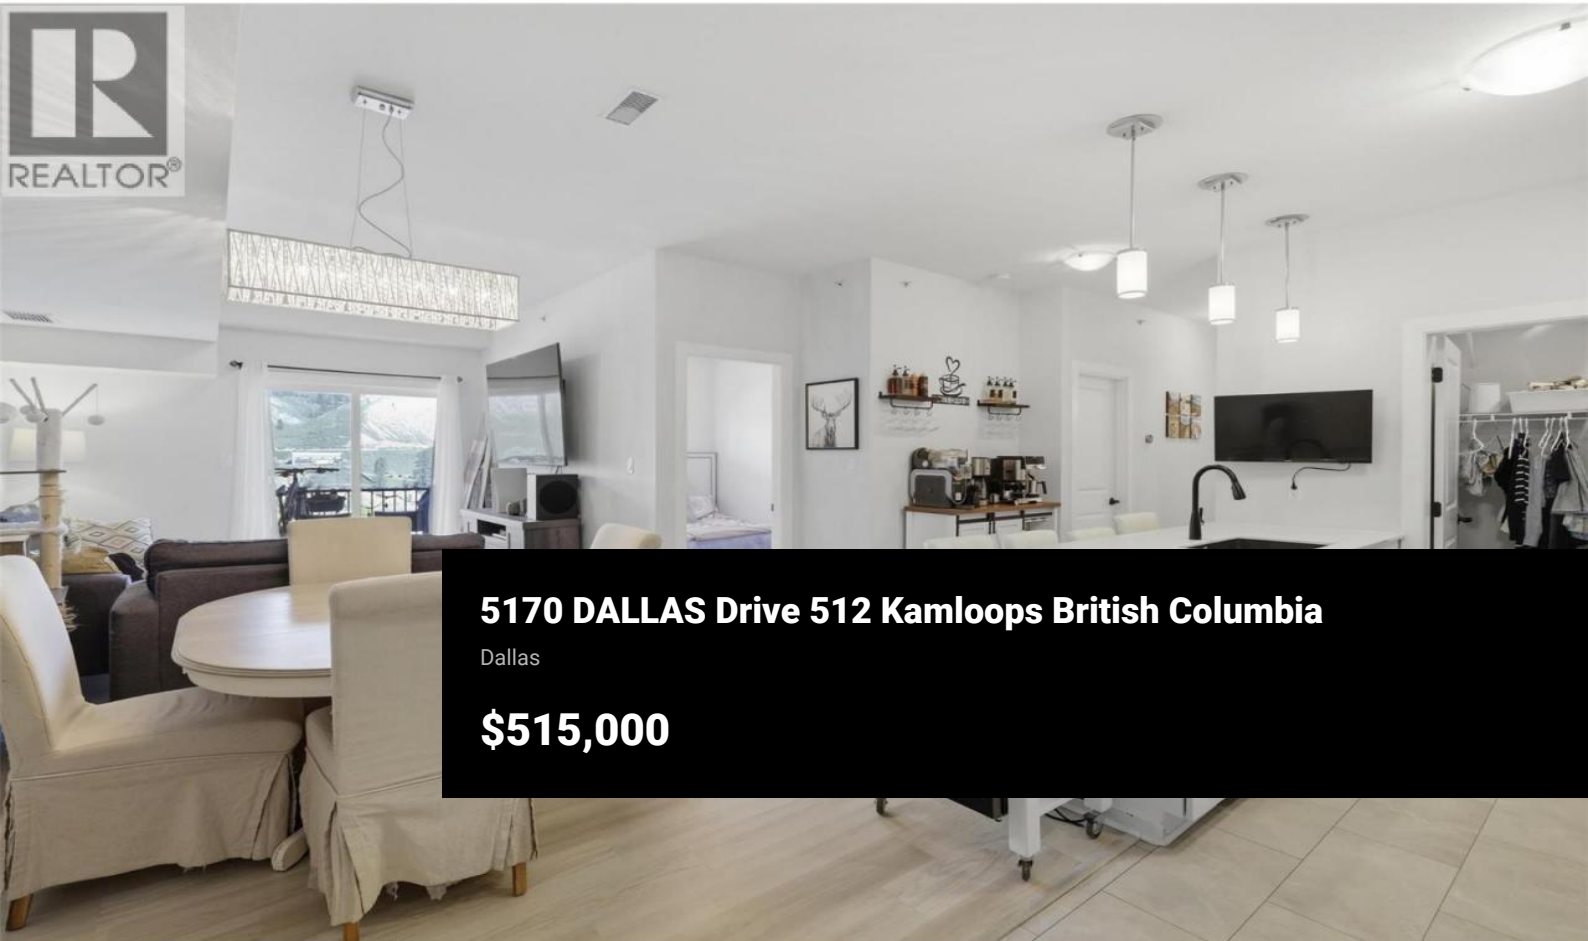 REALTOR®
5170 DALLAS Drive 512 Kamloops British Columbia
Dallas
$515,000